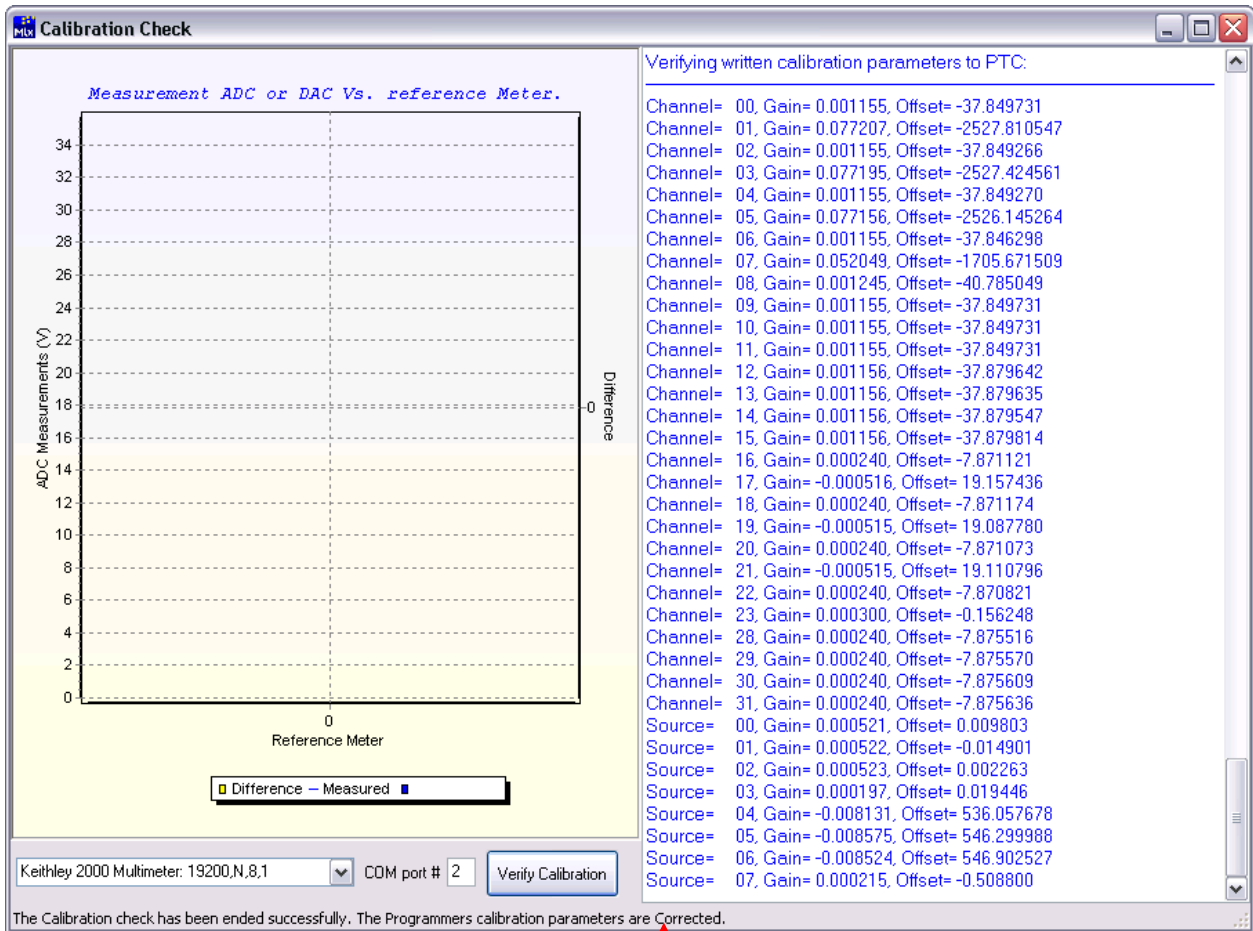 Mlx Calibration Check
Measurement ADC or DAC Vs. reference Meter.
34
32
30
28
26
24
22
20
18
16
14
12
10
8
6
4
2
0
ADC Measurements (V)
0
Difference
0
Reference Meter
Difference Measured
Keithley 2000 Multimeter: 19200,N,8,1 COM port # 2 Verify Calibration
Verifying written calibration parameters to PTC:
Channel= 00, Gain= 0.001155, Offset= -37.849731
Channel= 01, Gain= 0.077207, Offset= -2527.810547
Channel= 02, Gain= 0.001155, Offset= -37.849266
Channel= 03, Gain= 0.077195, Offset= -2527.424561
Channel= 04, Gain= 0.001155, Offset= -37.849270
Channel= 05, Gain= 0.077156, Offset= -2526.145264
Channel= 06, Gain= 0.001155, Offset= -37.846298
Channel= 07, Gain= 0.052049, Offset= -1705.671509
Channel= 08, Gain= 0.001245, Offset= -40.785049
Channel= 09, Gain= 0.001155, Offset= -37.849731
Channel= 10, Gain= 0.001155, Offset= -37.849731
Channel= 11, Gain= 0.001155, Offset= -37.849731
Channel= 12, Gain= 0.001156, Offset= -37.879642
Channel= 13, Gain= 0.001156, Offset= -37.879635
Channel= 14, Gain= 0.001156, Offset= -37.879547
Channel= 15, Gain= 0.001156, Offset= -37.879814
Channel= 16, Gain= 0.000240, Offset= -7.871121
Channel= 17, Gain= -0.000516, Offset= 19.157436
Channel= 18, Gain= 0.000240, Offset= -7.871174
Channel= 19, Gain= -0.000515, Offset= 19.087780
Channel= 20, Gain= 0.000240, Offset= -7.871073
Channel= 21, Gain= -0.000515, Offset= 19.110796
Channel= 22, Gain= 0.000240, Offset= -7.870821
Channel= 23, Gain= 0.000300, Offset= -0.156248
Channel= 28, Gain= 0.000240, Offset= -7.875516
Channel= 29, Gain= 0.000240, Offset= -7.875570
Channel= 30, Gain= 0.000240, Offset= -7.875609
Channel= 31, Gain= 0.000240, Offset= -7.875636
Source= 00, Gain= 0.000521, Offset= 0.009803
Source= 01, Gain= 0.000522, Offset= -0.014901
Source= 02, Gain= 0.000523, Offset= 0.002263
Source= 03, Gain= 0.000197, Offset= 0.019446
Source= 04, Gain= -0.008131, Offset= 536.057678
Source= 05, Gain= -0.008575, Offset= 546.299988
Source= 06, Gain= -0.008524, Offset= 546.902527
Source= 07, Gain= 0.000215, Offset= -0.508800
The Calibration check has been ended successfully. The Programmers calibration parameters are Corrected.